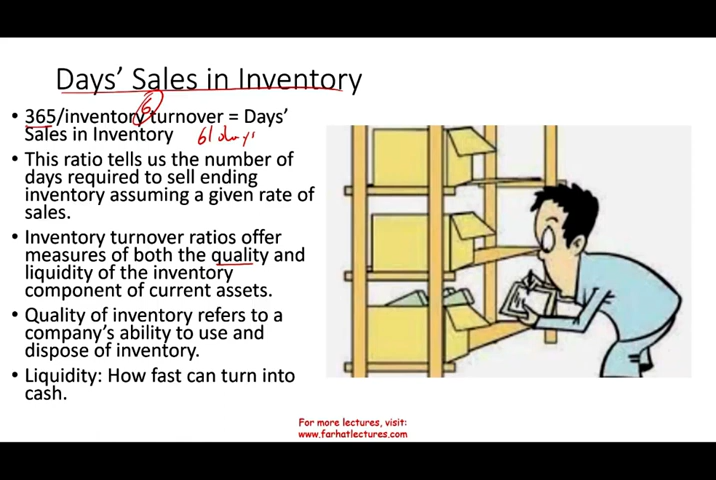 Days' Sales in Inventory
• 365/inventory turnover = Days'
6
Sales in Inventory 61 days
• This ratio tells us the number of
days required to sell ending
inventory assuming a given rate of
sales.
• Inventory turnover ratios offer
measures of both the quality and
liquidity of the inventory
component of current assets.
• Quality of inventory refers to a
company's ability to use and
dispose of inventory.
• Liquidity: How fast can turn into
cash.
For more lectures, visit:
www.farhatlectures.com